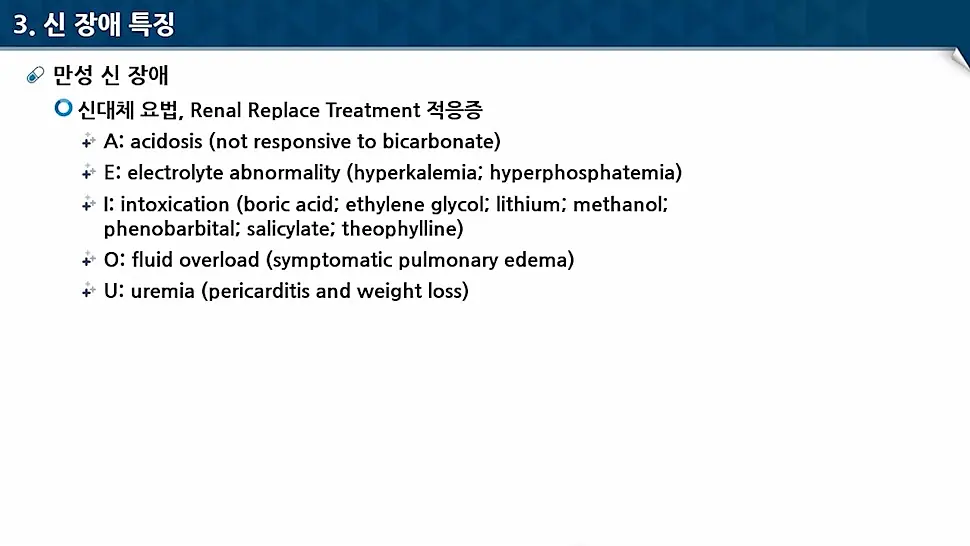 3. 신 장애 특징
만성 신 장애
신대체 요법, Renal Replace Treatment 적응증
A: acidosis (not responsive to bicarbonate)
E: electrolyte abnormality (hyperkalemia; hyperphosphatemia)
I: intoxication (boric acid; ethylene glycol; lithium; methanol;
phenobarbital; salicylate; theophylline)
O: fluid overload (symptomatic pulmonary edema)
U: uremia (pericarditis and weight loss)